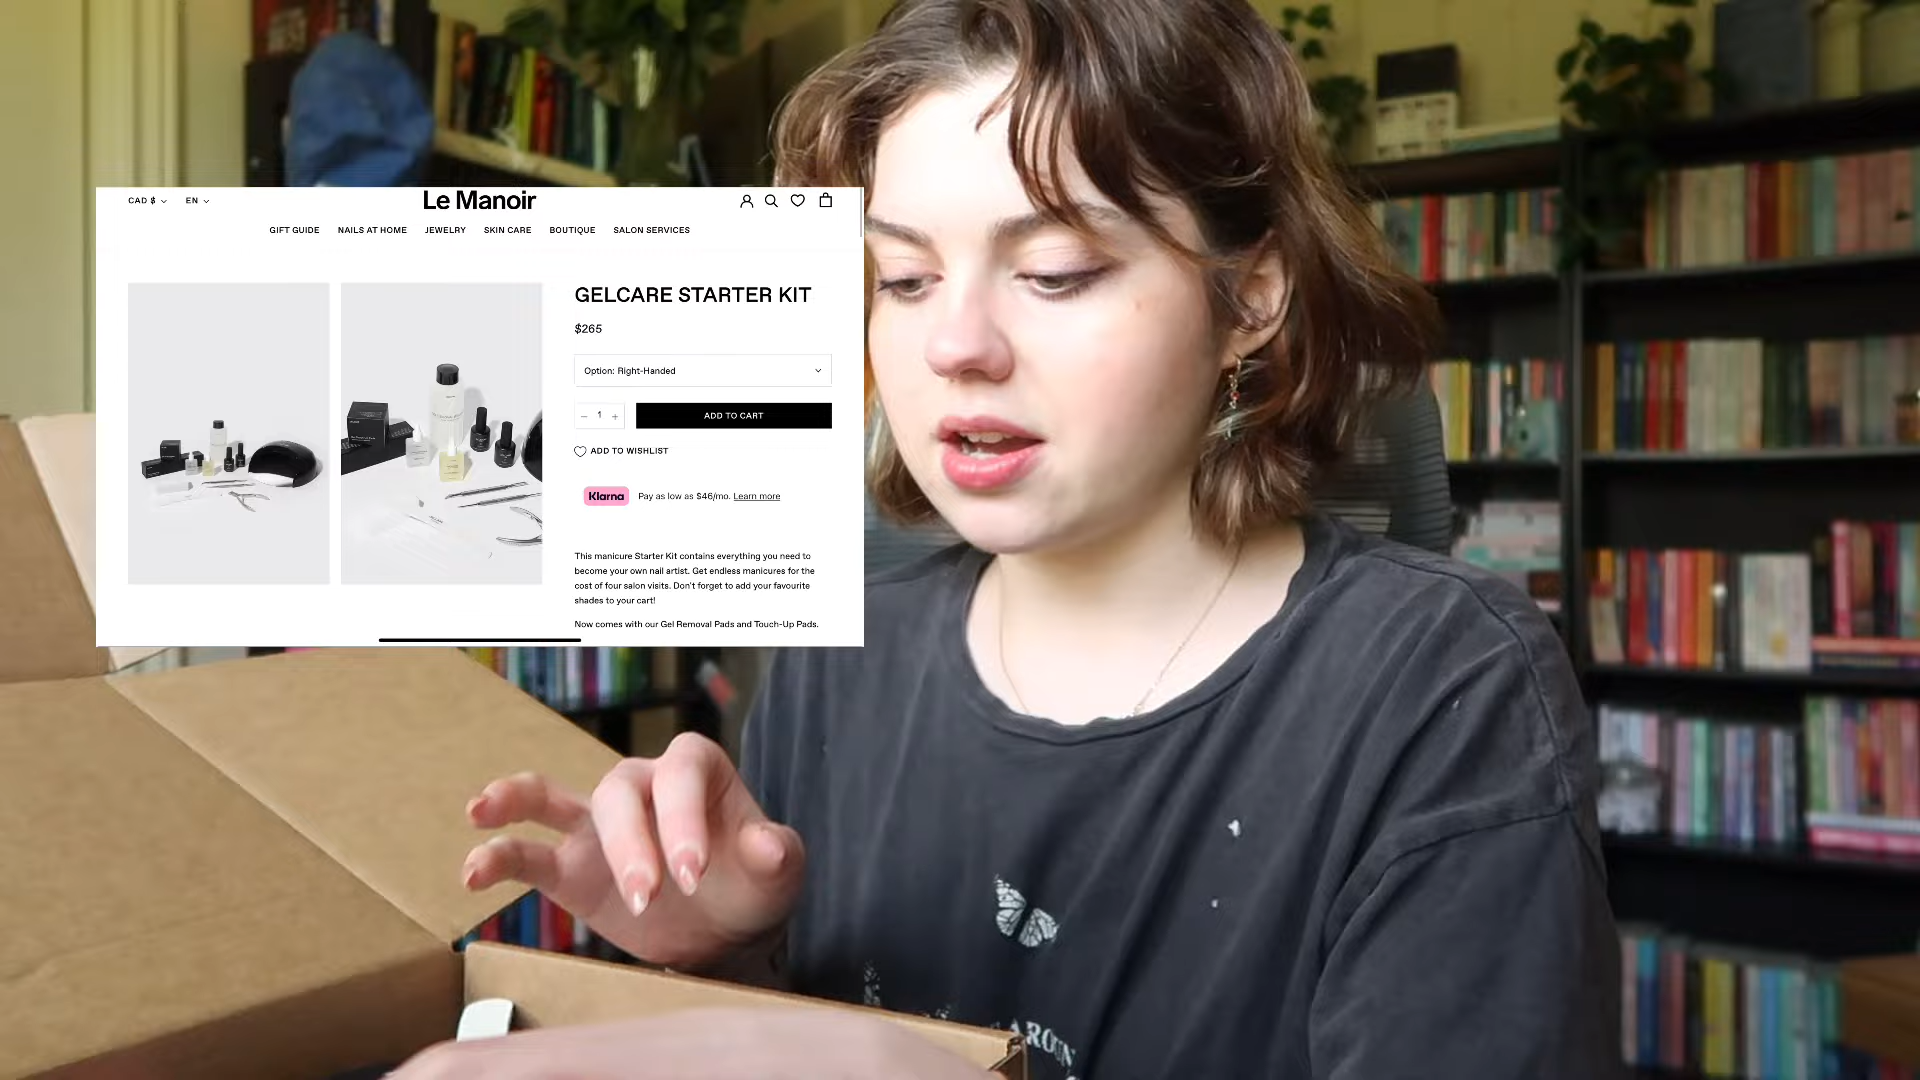 CAD $
EN
Le Manoir
GIFT GUIDE
NAILS AT HOME
JEWELRY
SKIN CARE
BOUTIQUE
SALON SERVICES
GELCARE STARTER KIT
$265
Option: Right-Handed
1
ADD TO CART
ADD TO WISHLIST
Klarna
Pay as low as $46/mo. Learn more
This manicure Starter Kit contains everything you need to
become your own nail artist. Get endless manicures for the
cost of four salon visits. Don't forget to add your favourite
shades to your cart!
Now comes with our Gel Removal Pads and Touch-Up Pads.